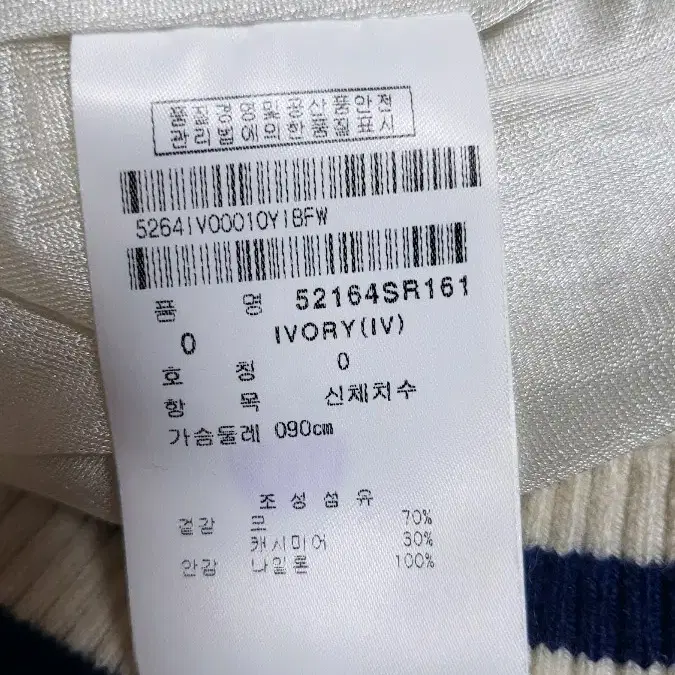 품질경영및공산품안전
관리법에의한품질표시
5264IV00010YIBFW
품 명 52164SR161
0 IVORY(IV)
호 칭 0
항 목 신체치수
가슴둘레 090cm
조성섬유
겉감 모 70%
캐시미어 30%
안감 나일론 100%